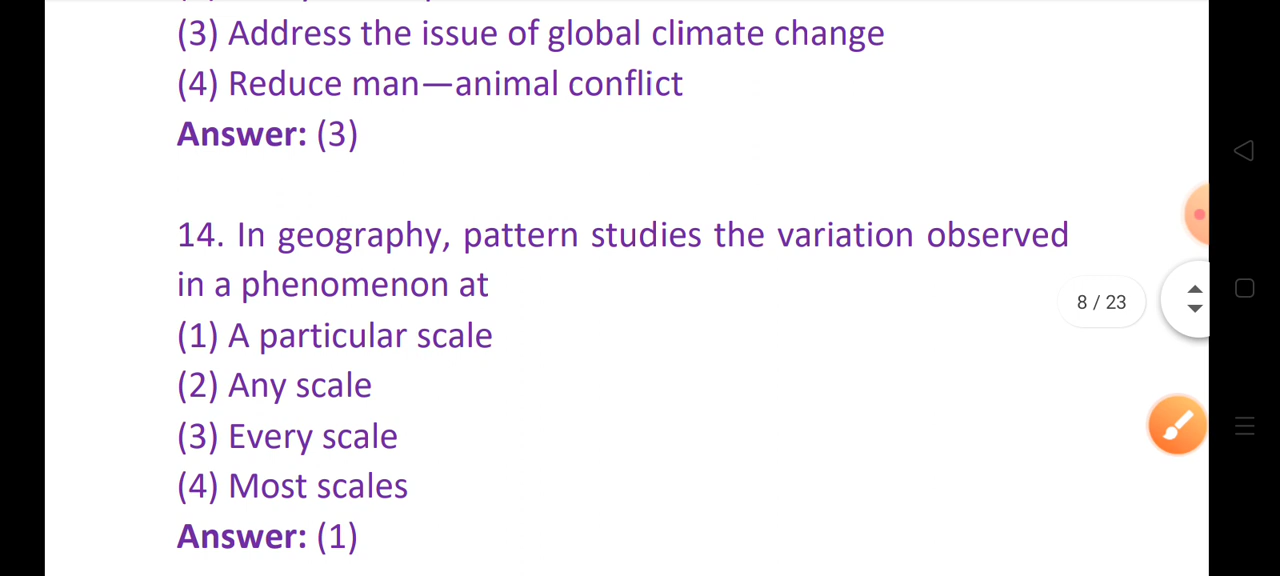 (3) Address the issue of global climate change
(4) Reduce man—animal conflict
Answer: (3)
14. In geography, pattern studies the variation observed
in a phenomenon at
8 / 23
(1) A particular scale
(2) Any scale
(3) Every scale
(4) Most scales
Answer: (1)